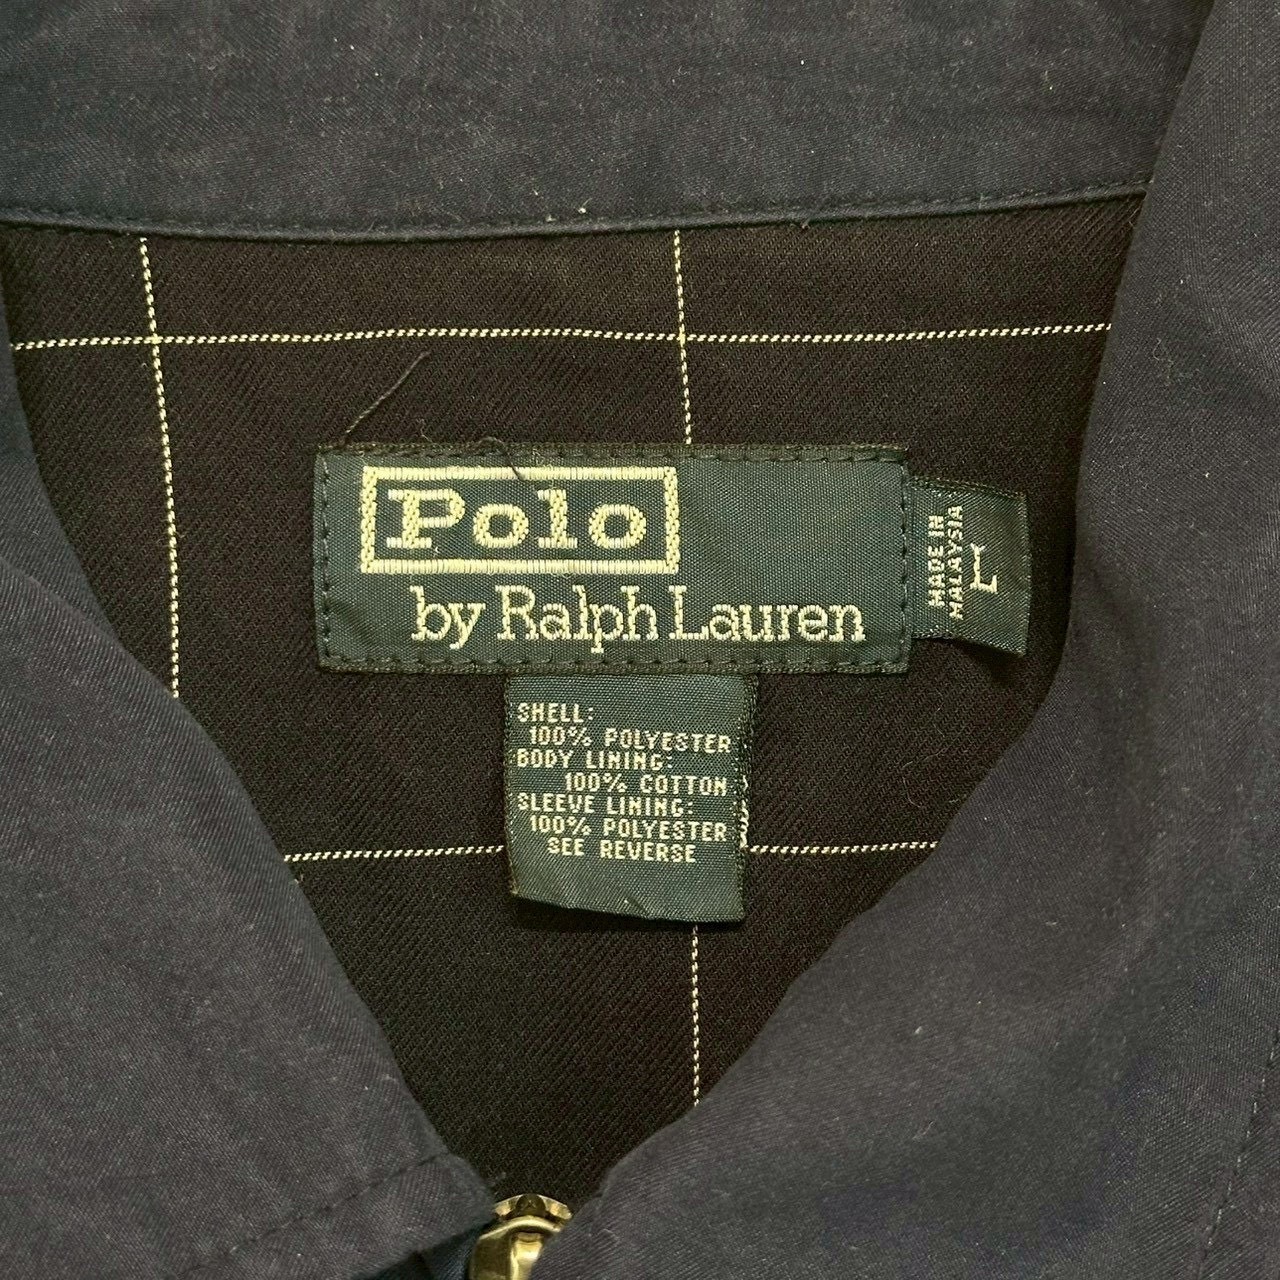 Polo
by Ralph Lauren
MADE IN
MALAYSIA
L
SHELL:
100% POLYESTER
BODY LINING:
100% COTTON
SLEEVE LINING:
100% POLYESTER
SEE REVERSE